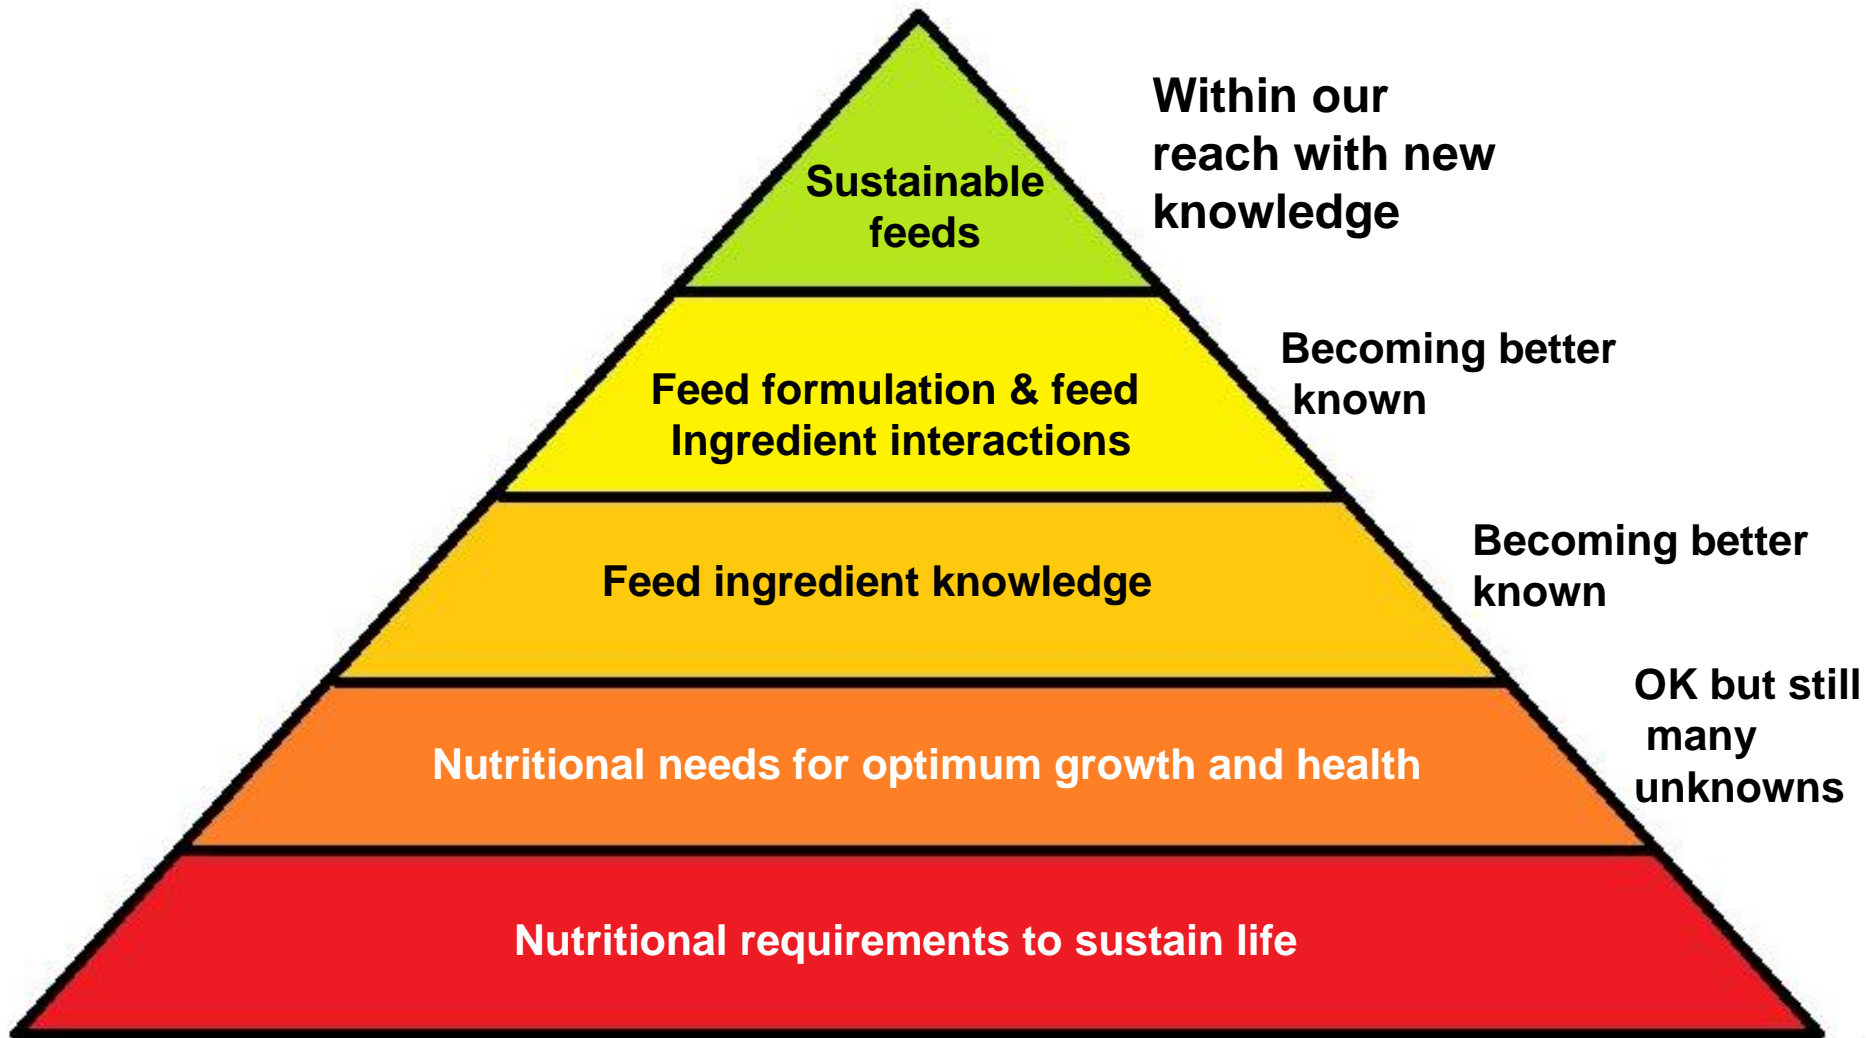 Within our
reach with new
knowledge
Sustainable
feeds
Becoming better
known
Feed formulation & feed
Ingredient interactions
Becoming better
known
Feed ingredient knowledge
OK but still
many
unknowns
Nutritional needs for optimum growth and health
Nutritional requirements to sustain life